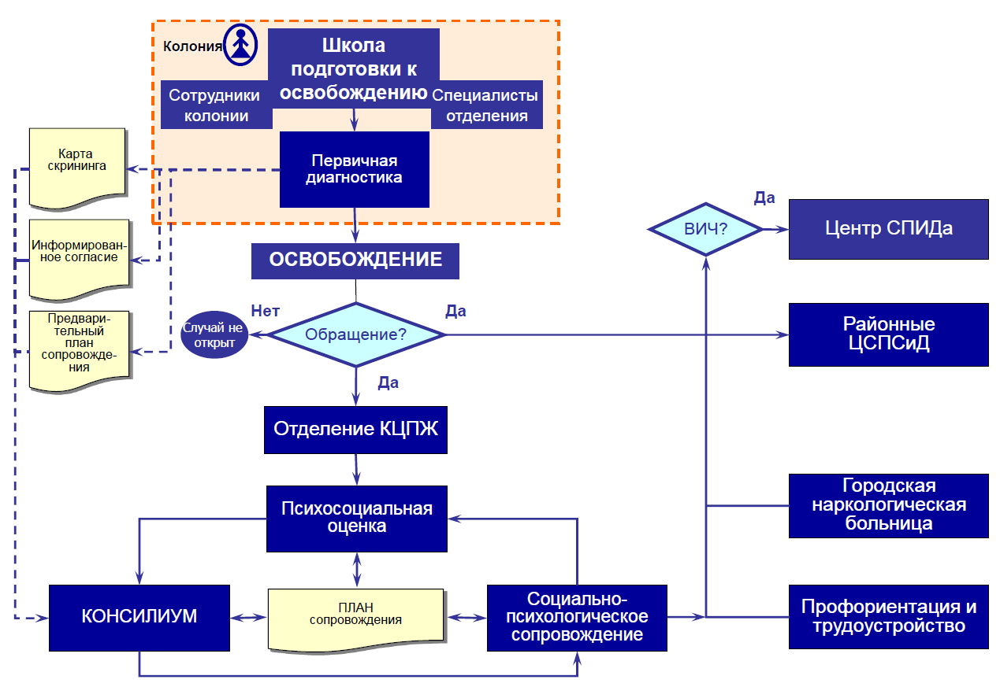 Колония
Школа
подготовки к
освобождению
Сотрудники
колонии
Специалисты
отделения
Первичная
диагностика
Карта
скрининга
Информирован-
ное согласие
Предвари-
тельный
план
сопровожде-
ния
ОСВОБОЖДЕНИЕ
Нет
Да
Случай не
открыт
Обращение?
Да
ВИЧ?
Да
Центр СПИДа
Районные
ЦСПСиД
Отделение КЦПЖ
Психосоциальная
оценка
Городская
наркологическая
больница
КОНСИЛИУМ
ПЛАН
сопровождения
Социально-
психологическое
сопровождение
Профориентация и
трудоустройство